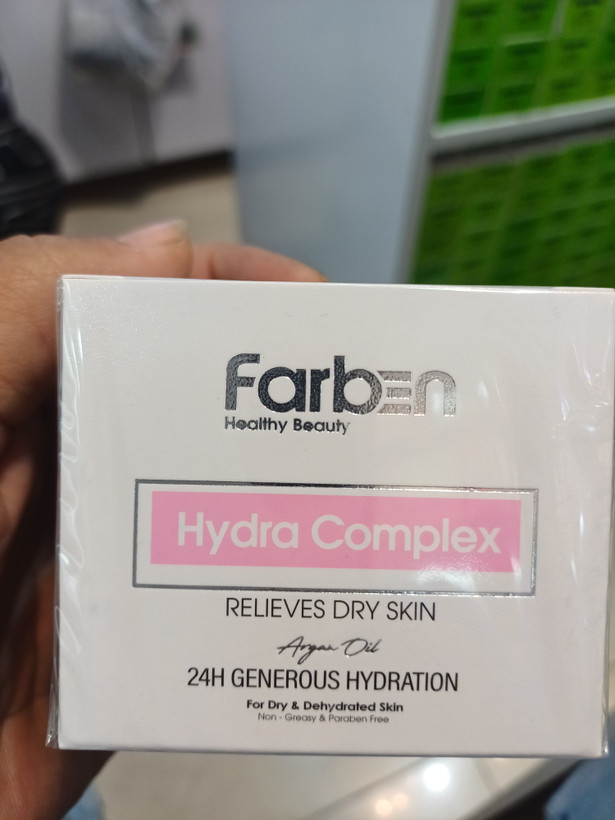 Farben
Healthy Beauty
Hydra Complex
RELIEVES DRY SKIN
Argan Oil
24H GENEROUS HYDRATION
For Dry & Dehydrated Skin
Non - Greasy & Paraben Free